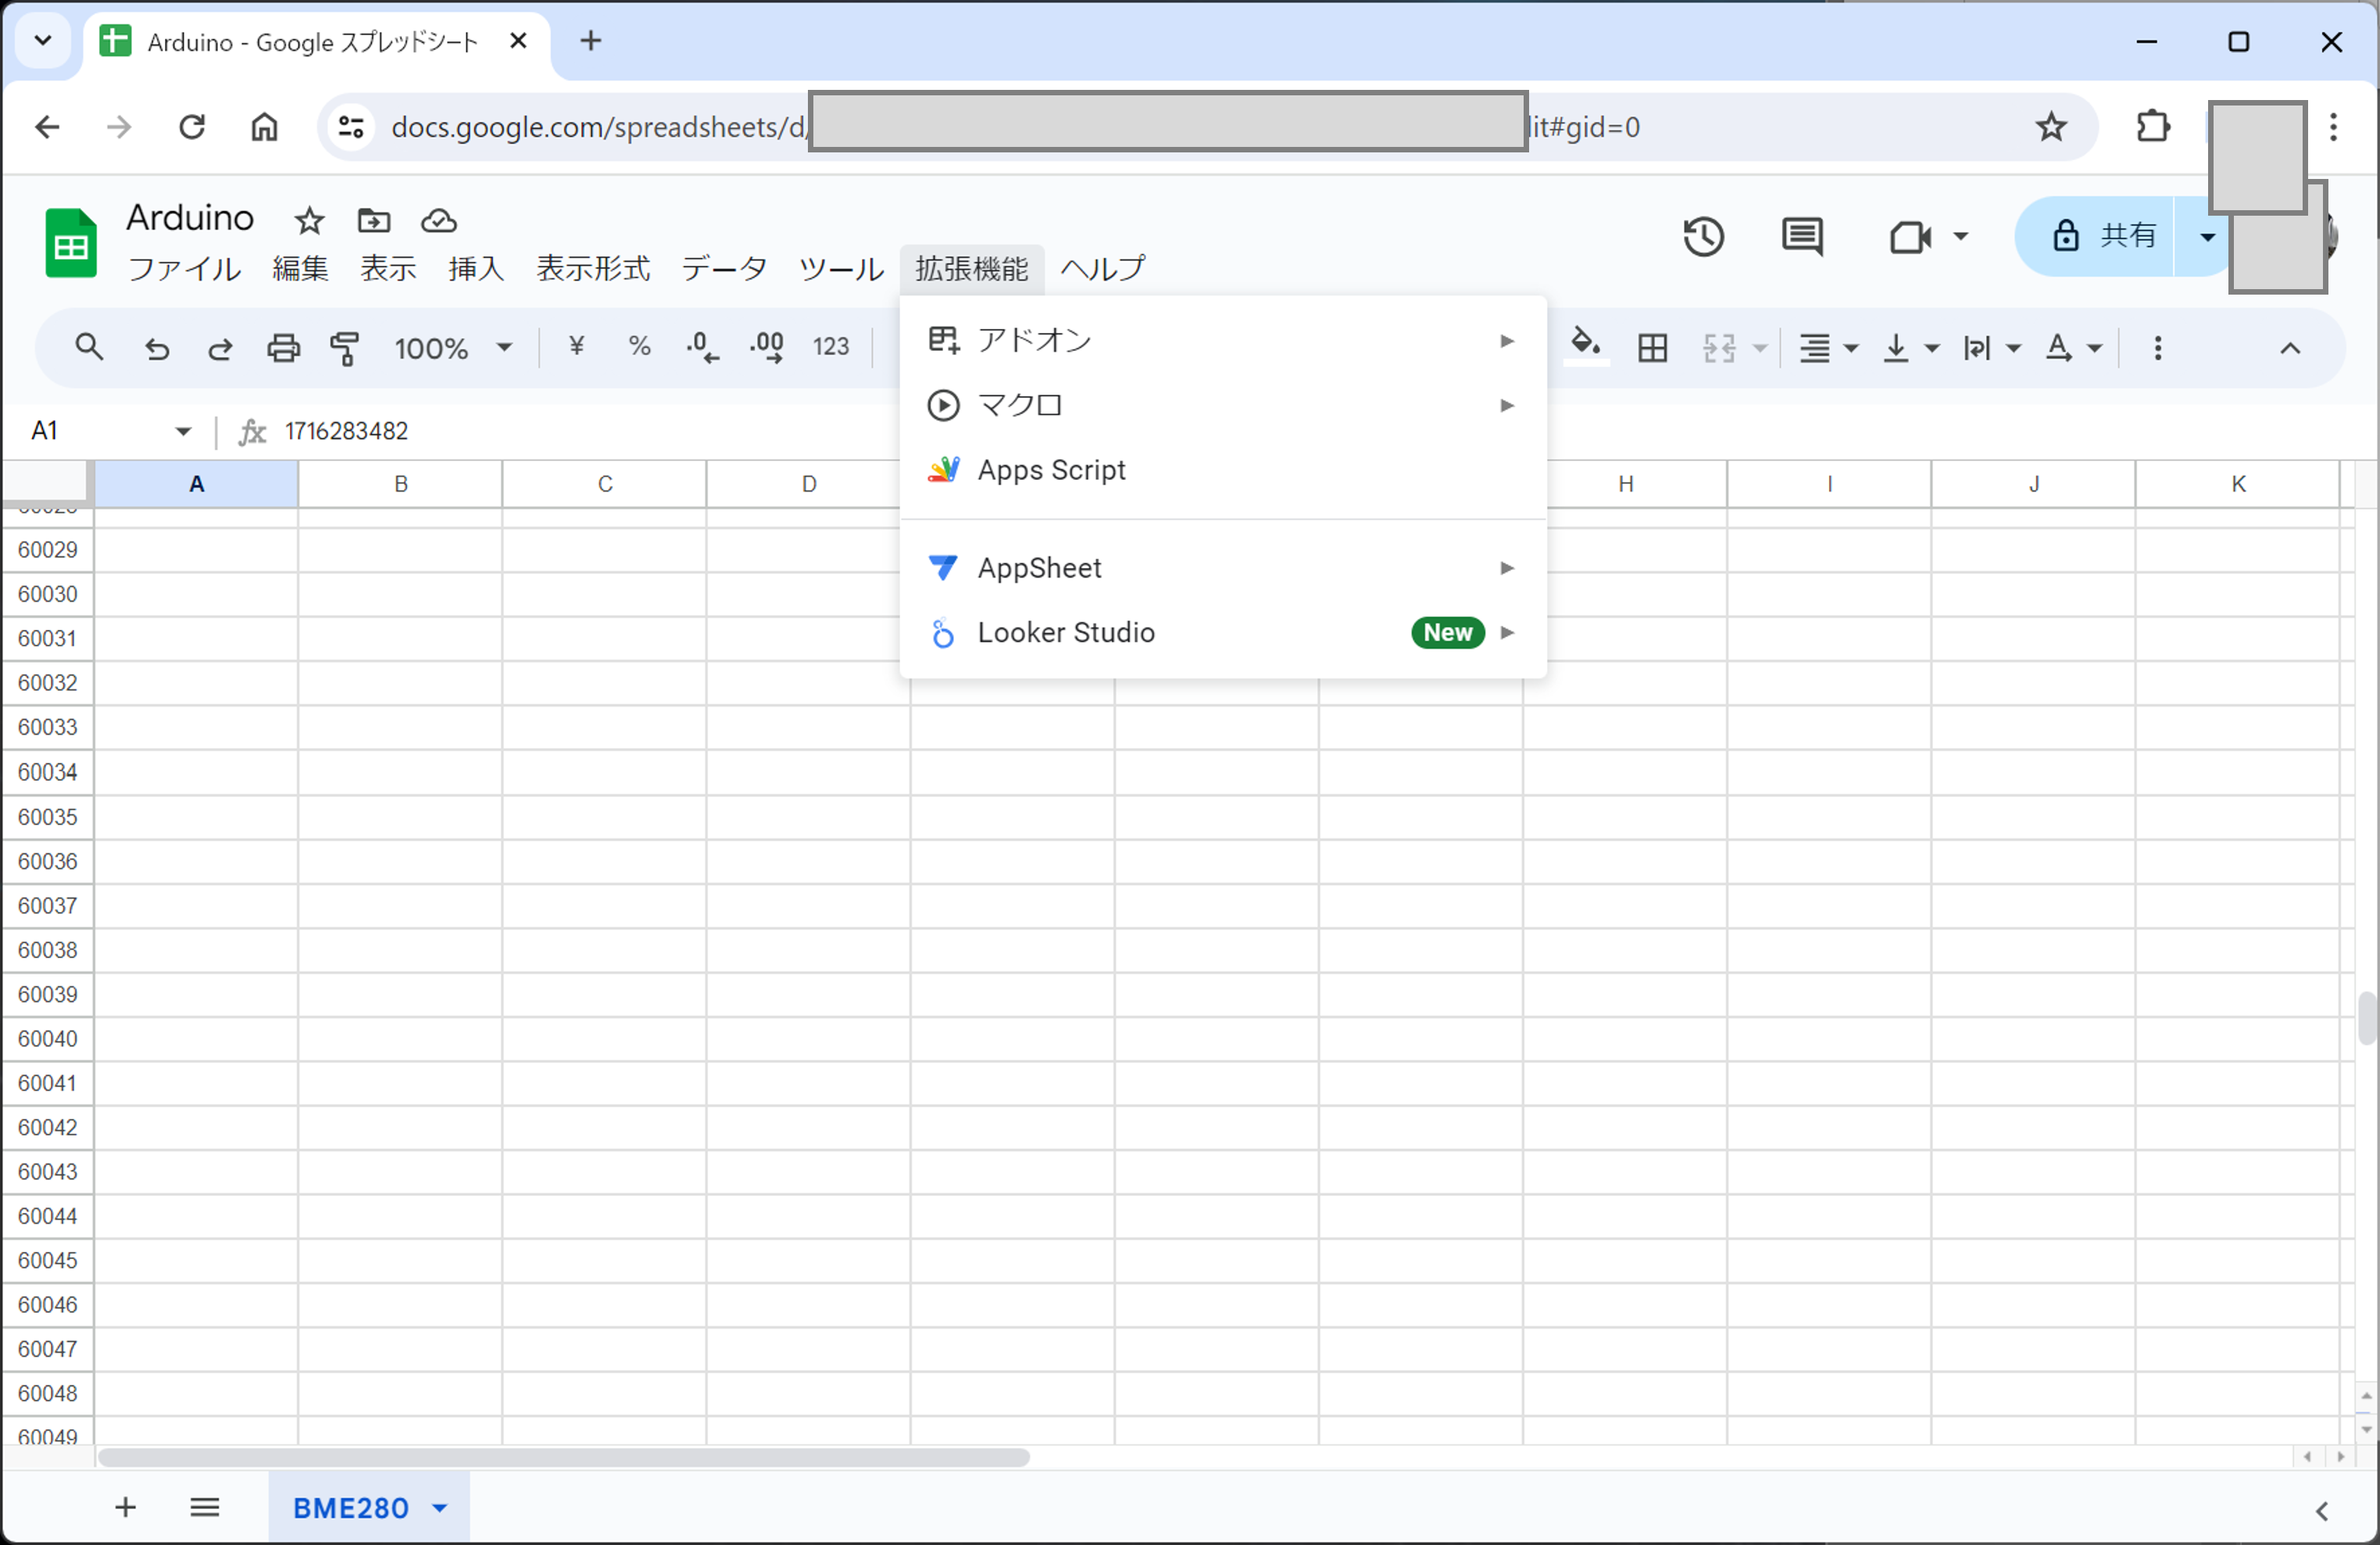 Arduino - Google スプレッドシート
docs.google.com/spreadsheets/d/ it#gid=0
Arduino
ファイル 編集 表示 挿入 表示形式 データ ツール 拡張機能 ヘルプ
共有
100% ¥ % .0 .00 123
アドオン
マクロ
Apps Script
AppSheet
Looker Studio New
A1 fx 1716283482
A B C D H I J K
60028
60029
60030
60031
60032
60033
60034
60035
60036
60037
60038
60039
60040
60041
60042
60043
60044
60045
60046
60047
60048
60049
BME280